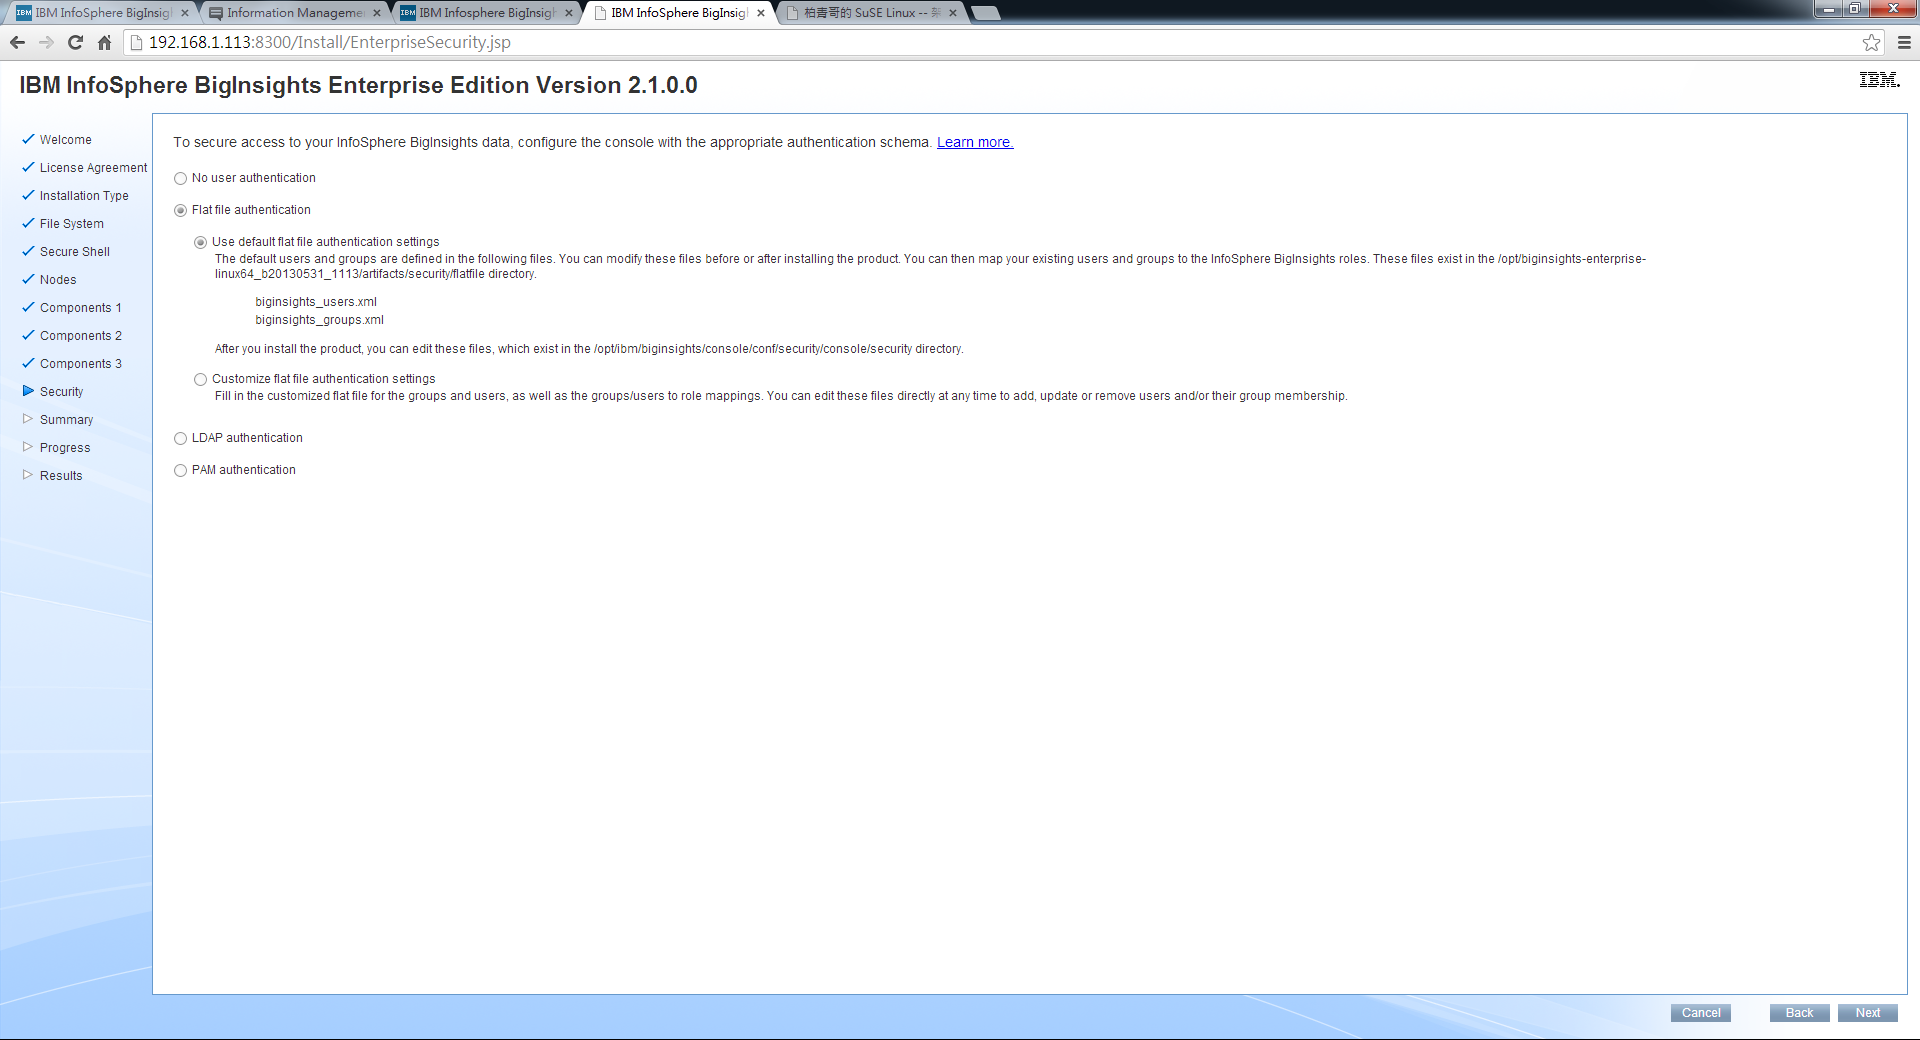 IBM InfoSphere BigInsigh
Information Manageme
IBM Infosphere BigInsigh
IBM InfoSphere BigInsigh
柏青哥的 SuSE Linux -- 架
192.168.1.113:8300/Install/EnterpriseSecurity.jsp
IBM InfoSphere BigInsights Enterprise Edition Version 2.1.0.0
IBM.
Welcome
License Agreement
Installation Type
File System
Secure Shell
Nodes
Components 1
Components 2
Components 3
Security
Summary
Progress
Results
To secure access to your InfoSphere BigInsights data, configure the console with the appropriate authentication schema. Learn more.
No user authentication
Flat file authentication
Use default flat file authentication settings
The default users and groups are defined in the following files. You can modify these files before or after installing the product. You can then map your existing users and groups to the InfoSphere BigInsights roles. These files exist in the /opt/biginsights-enterprise-
linux64_b20130531_1113/artifacts/security/flatfile directory.
biginsights_users.xml
biginsights_groups.xml
After you install the product, you can edit these files, which exist in the /opt/ibm/biginsights/console/conf/security/console/security directory.
Customize flat file authentication settings
Fill in the customized flat file for the groups and users, as well as the groups/users to role mappings. You can edit these files directly at any time to add, update or remove users and/or their group membership.
LDAP authentication
PAM authentication
Cancel
Back
Next